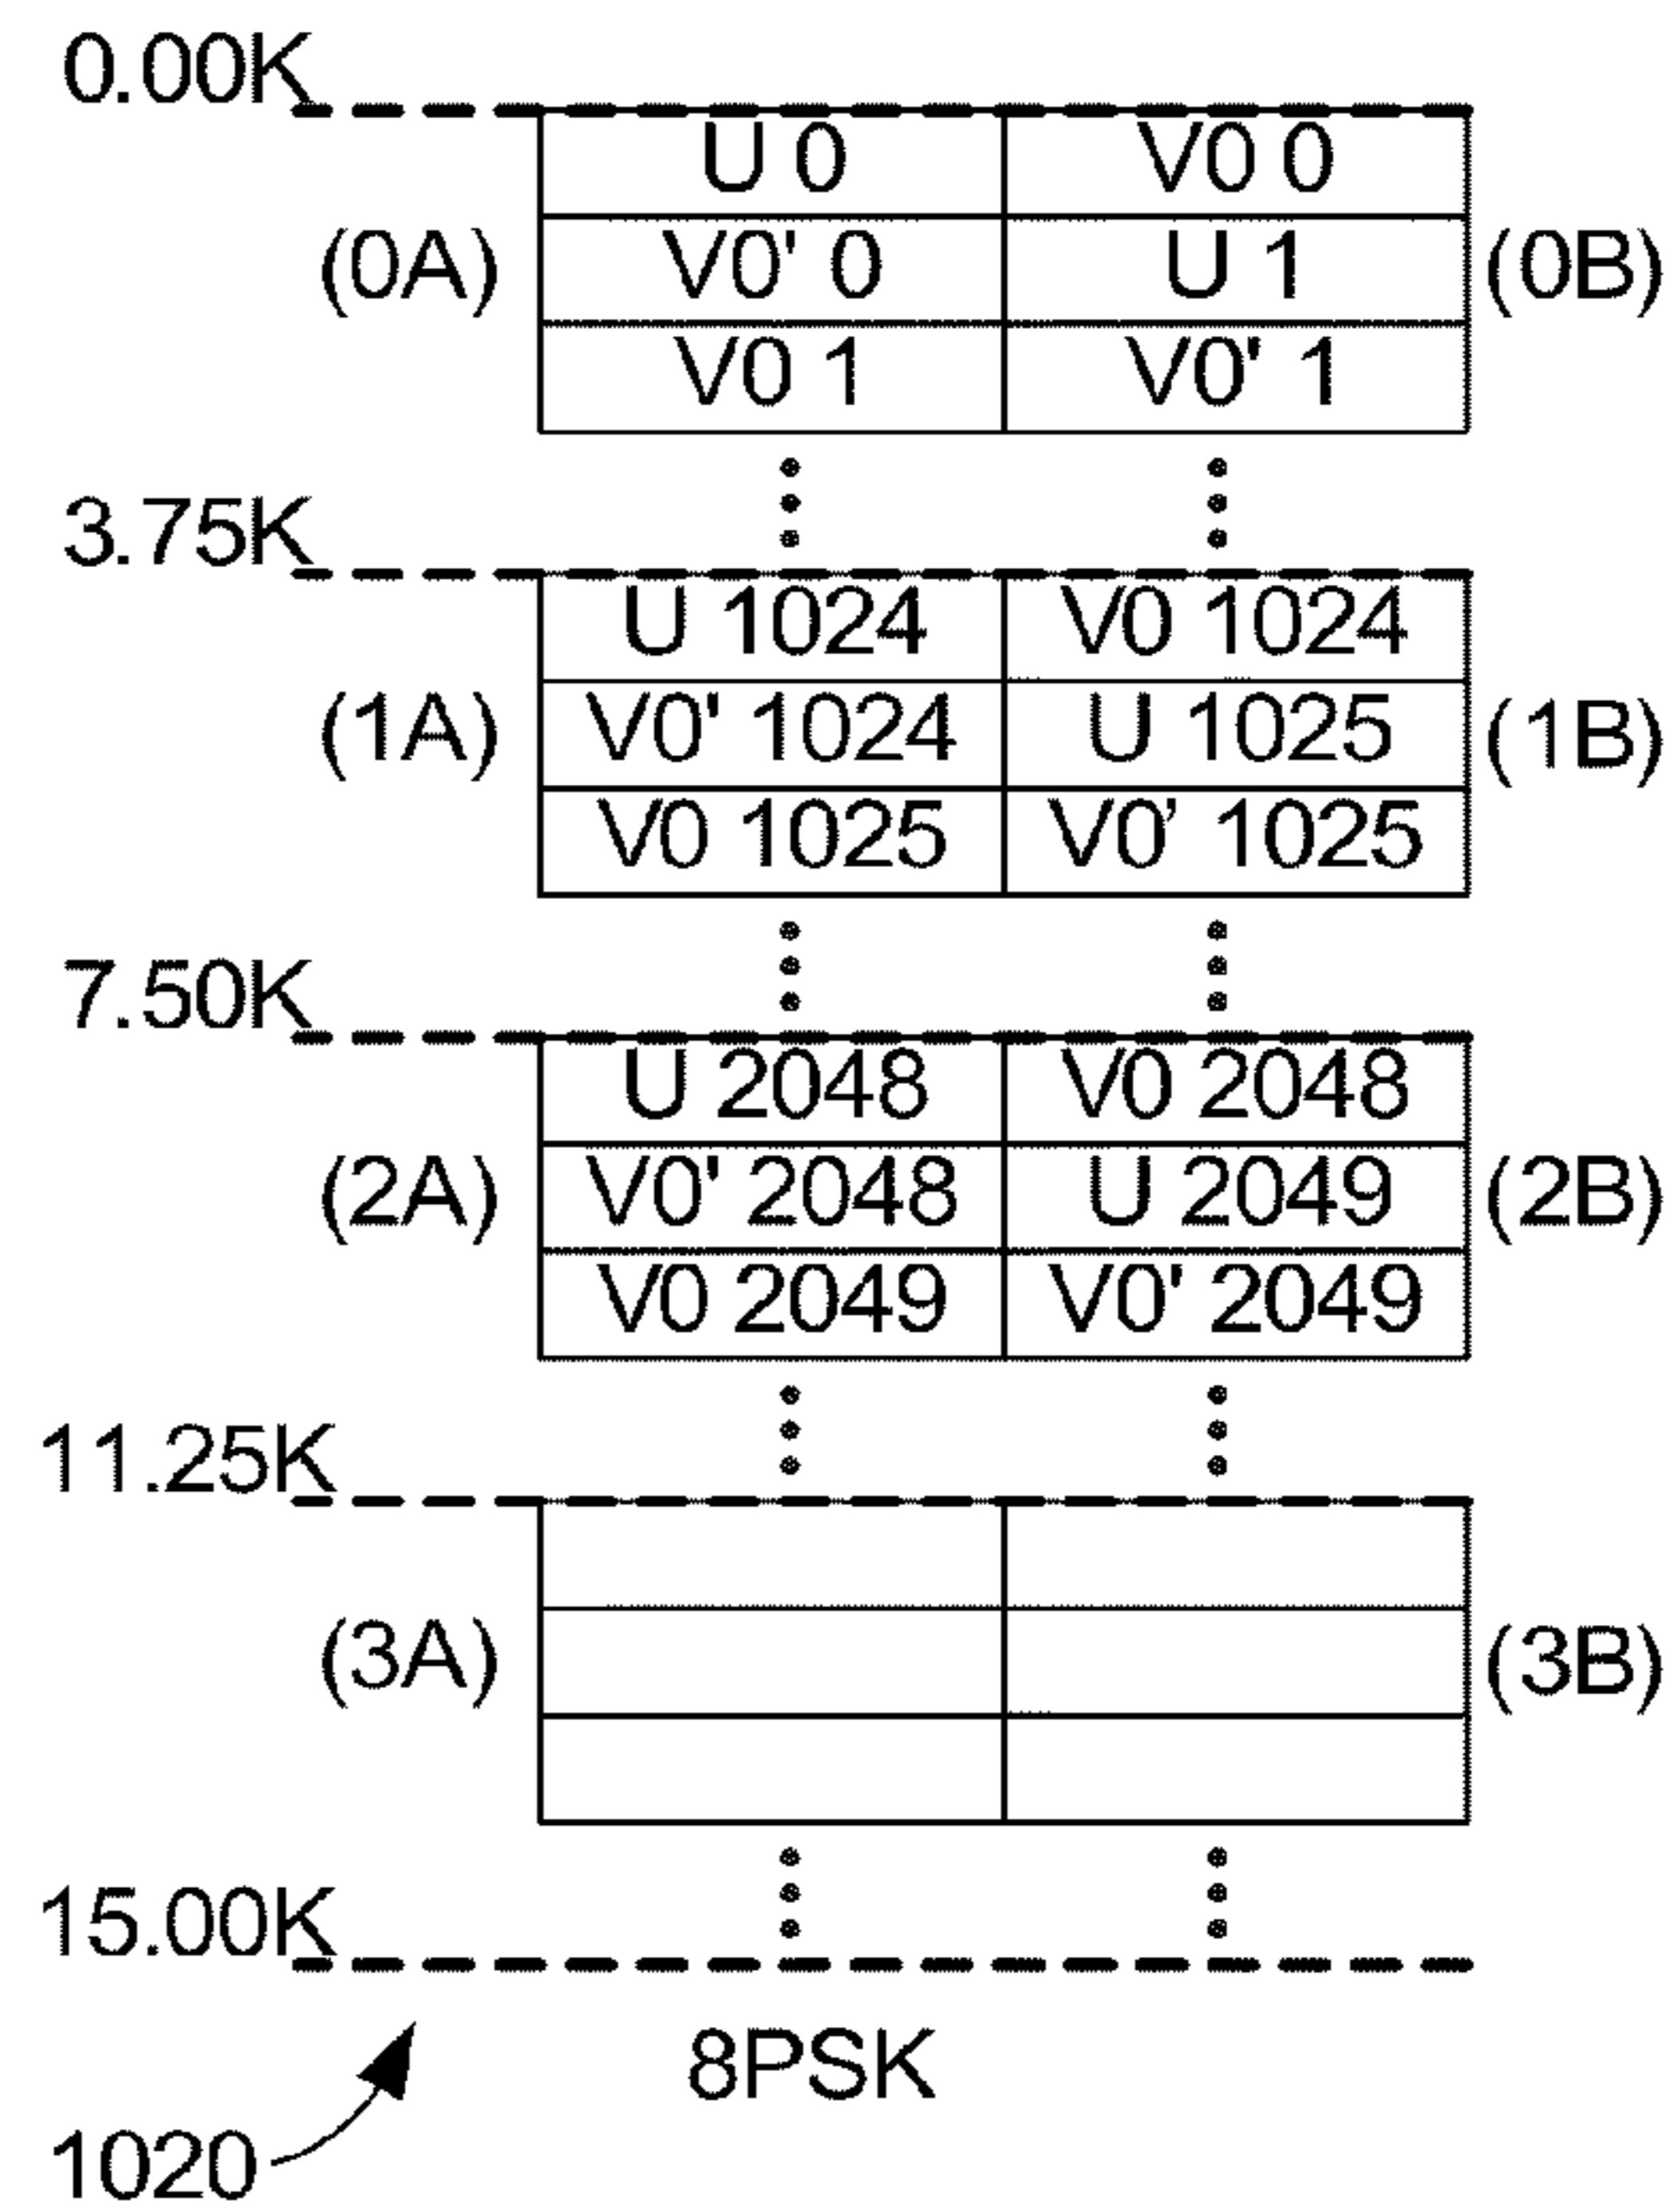 0.00K
U 0 V0 0
(0A) V0' 0 U 1 (0B)
V0 1 V0' 1
3.75K
U 1024 V0 1024
(1A) V0' 1024 U 1025 (1B)
V0 1025 V0’ 1025
7.50K
U 2048 V0 2048
(2A) V0' 2048 U 2049 (2B)
V0 2049 V0' 2049
11.25K
(3A) (3B)
15.00K
8PSK
1020